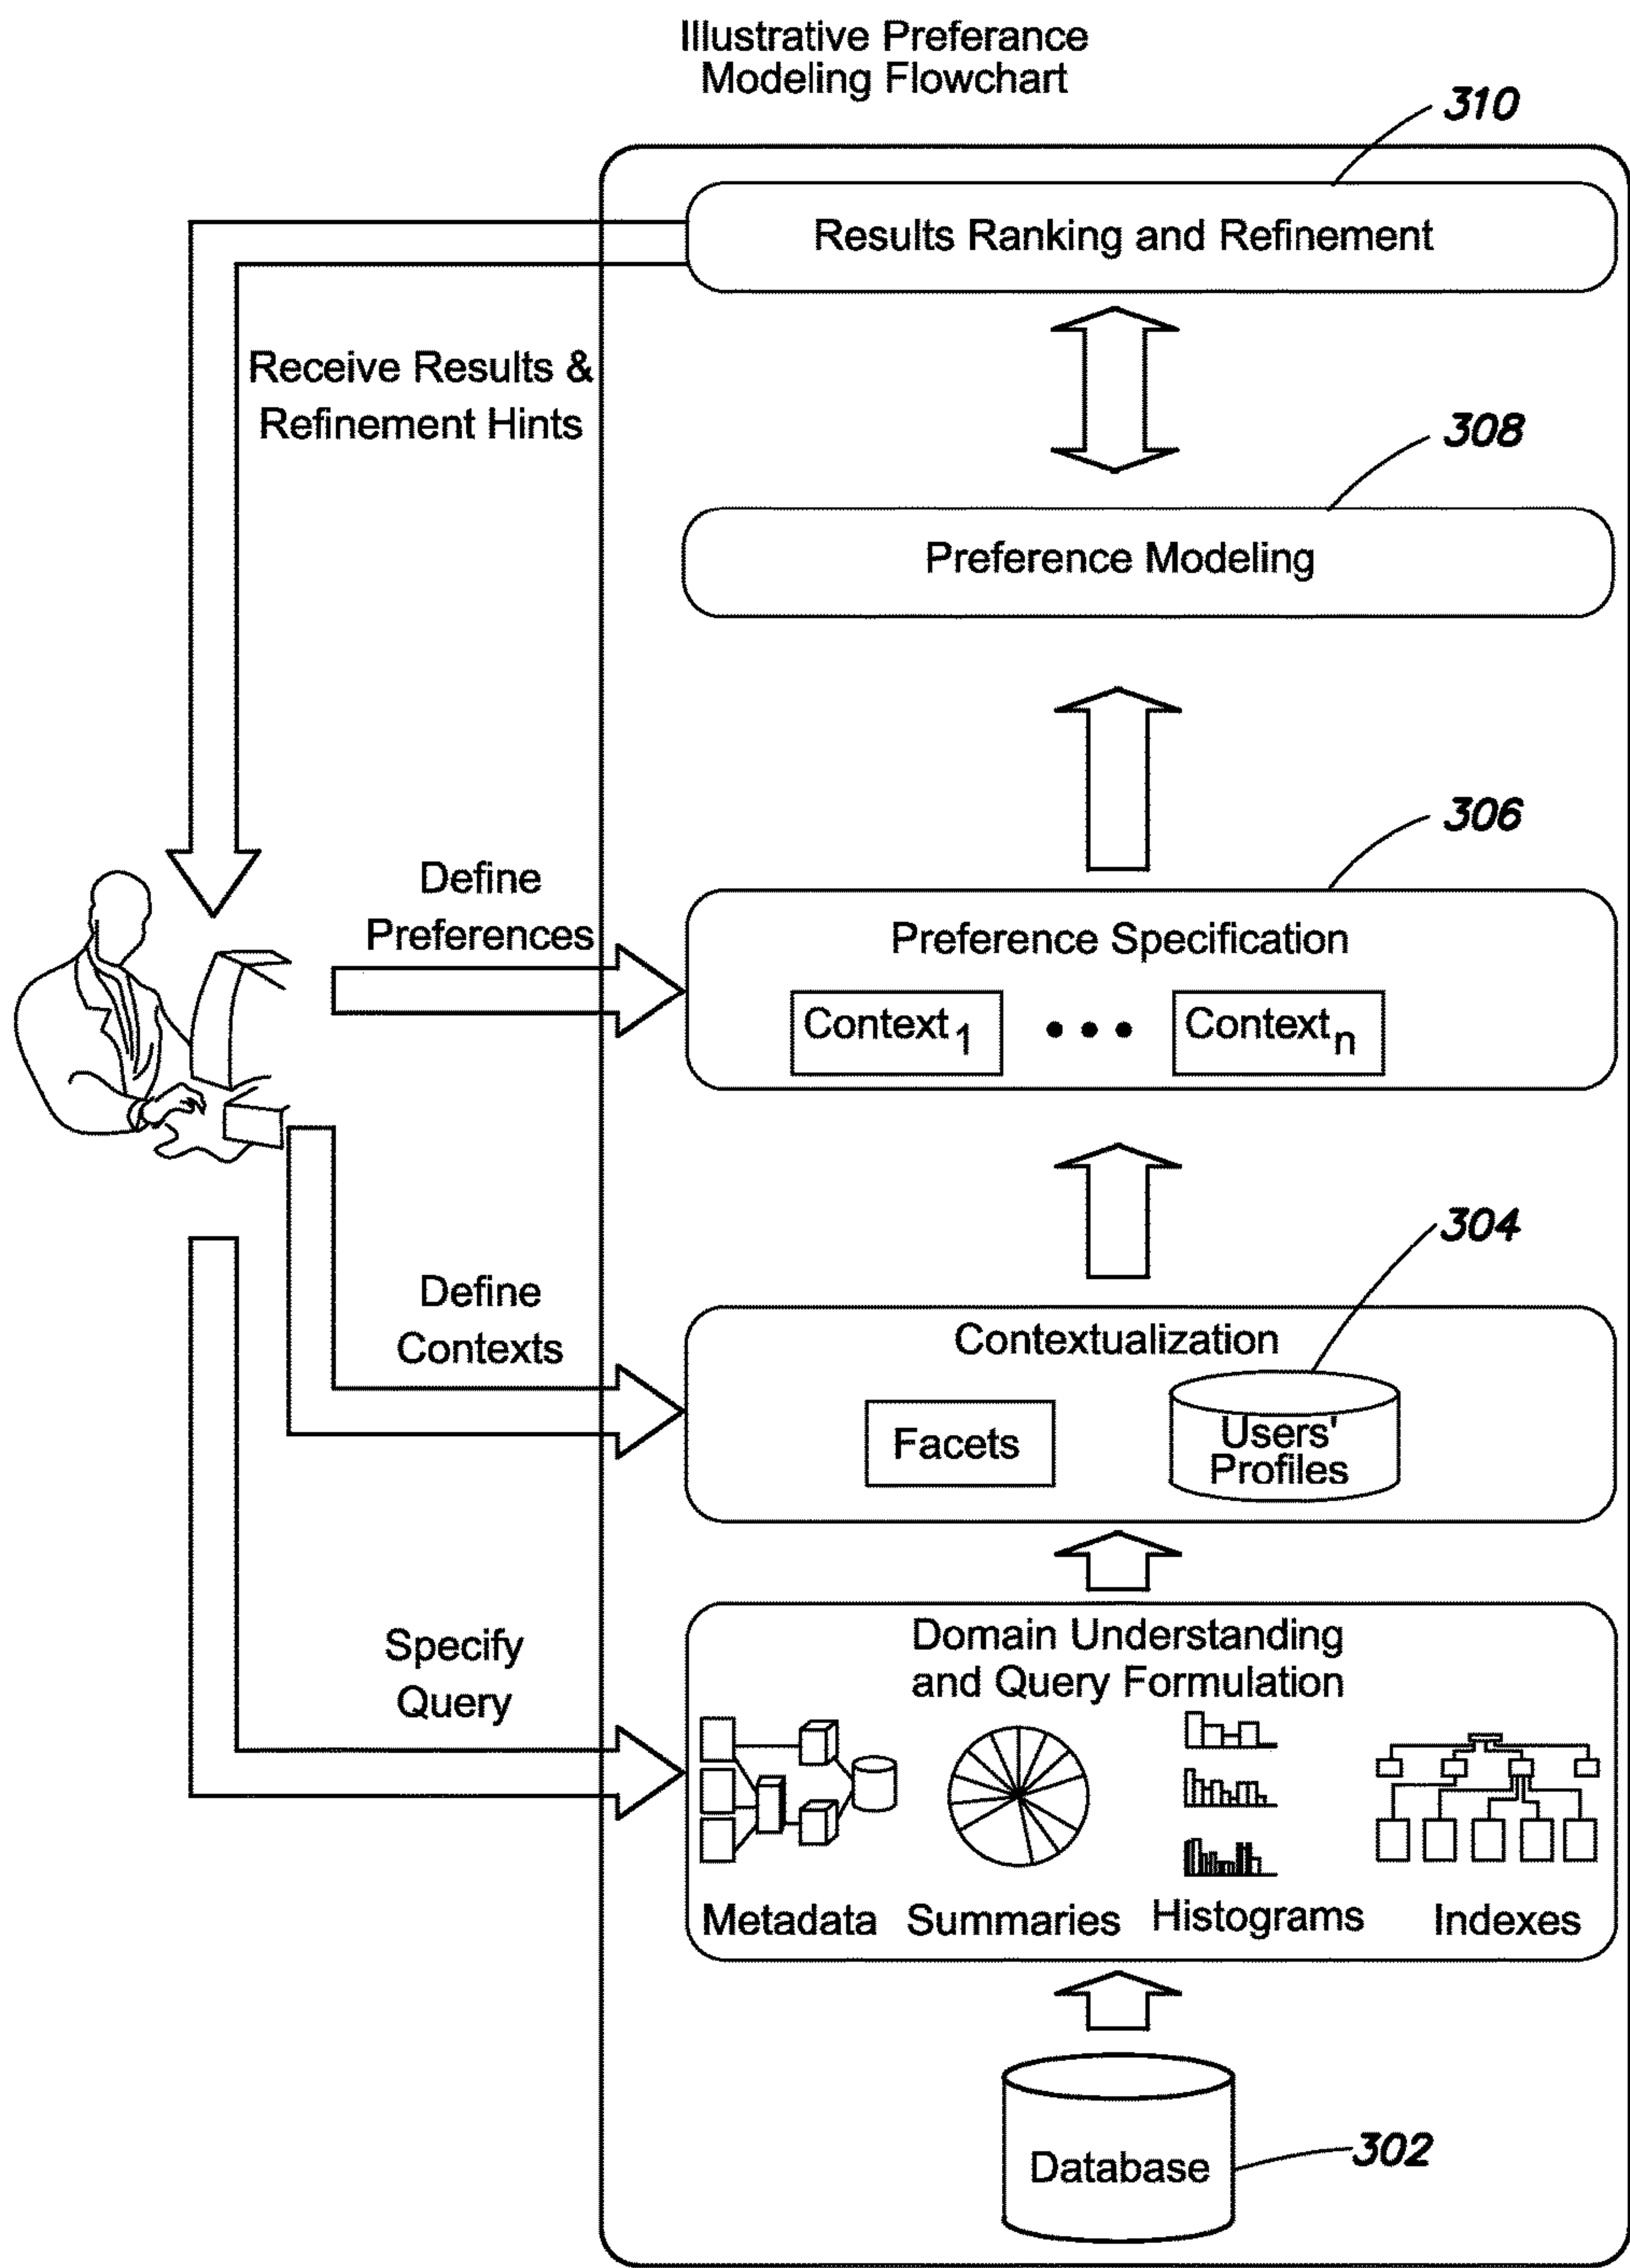 Illustrative Preferance
Modeling Flowchart
310
Results Ranking and Refinement
Receive Results &
Refinement Hints
308
Preference Modeling
306
Define
Preferences
Preference Specification
Context1 • • • Contextn
304
Define
Contexts
Contextualization
Facets
Users'
Profiles
Specify
Query
Domain Understanding
and Query Formulation
Metadata Summaries Histograms Indexes
Database
302